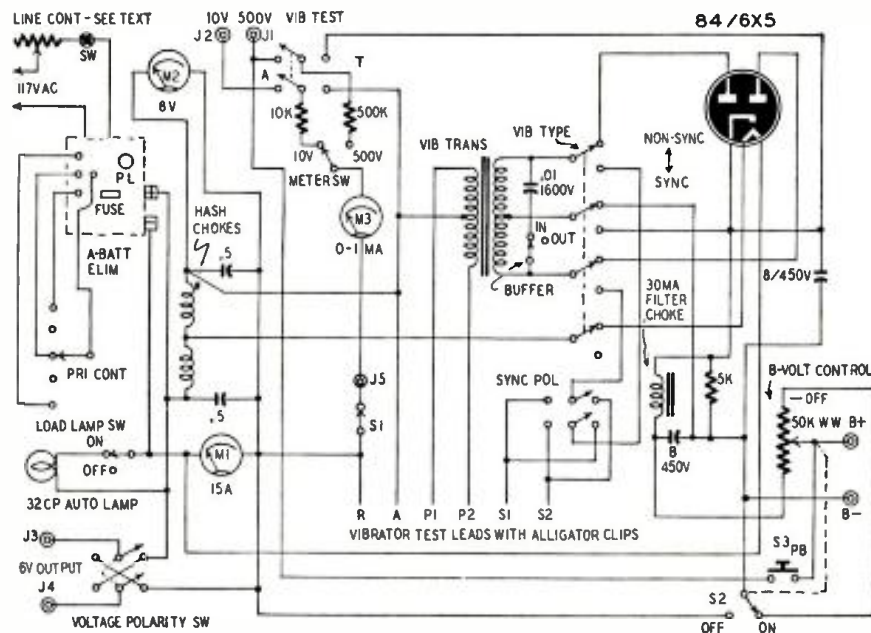 LINE CONT - SEE TEXT
SW
117VAC
10V 500V VIB TEST
J2 J1
84/6X5
M2
8V
T
A
10K
500K
10V
500V
METER SW
VIB TRANS
VIB TYPE
NON-SYNC
SYNC
.01
1600V
IN
OUT
BUFFER
PL
FUSE
A-BATT
ELIM
HASH
CHOKES
.5
M3
0-1 MA
8/450V
30MA
FILTER
CHOKE
PRI CONT
.5
J5
S1
SYNC POL
5K
B-VOLT CONTROL
-OFF
50K WW B+
8
450V
B-
LOAD LAMP SW
ON
OFF
M1
15A
32CP AUTO LAMP
R A P1 P2 S1 S2
VIBRATOR TEST LEADS WITH ALLIGATOR CLIPS
J3
6V OUTPUT
J4
VOLTAGE POLARITY SW
S3 PB
S2
OFF ON